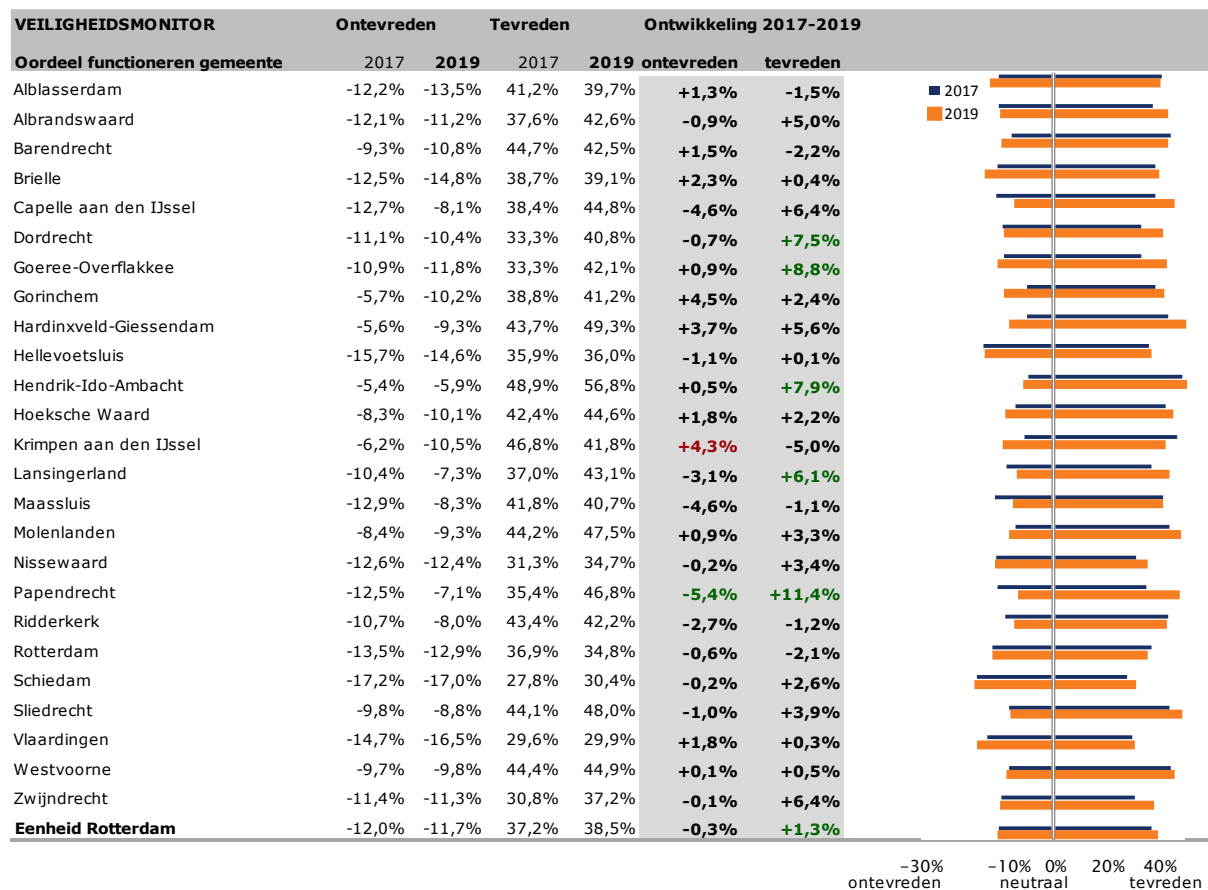 VEILIGHEIDSMONITOR Ontevreden Tevreden Ontwikkeling 2017-2019
Oordeel functioneren gemeente 2017 2019 2017 2019 ontevreden tevreden
Alblasserdam -12,2% -13,5% 41,2% 39,7% +1,3% -1,5%
Albrandswaard -12,1% -11,2% 37,6% 42,6% -0,9% +5,0%
Barendrecht -9,3% -10,8% 44,7% 42,5% +1,5% -2,2%
Brielle -12,5% -14,8% 38,7% 39,1% +2,3% +0,4%
Capelle aan den IJssel -12,7% -8,1% 38,4% 44,8% -4,6% +6,4%
Dordrecht -11,1% -10,4% 33,3% 40,8% -0,7% +7,5%
Goeree-Overflakkee -10,9% -11,8% 33,3% 42,1% +0,9% +8,8%
Gorinchem -5,7% -10,2% 38,8% 41,2% +4,5% +2,4%
Hardinxveld-Giessendam -5,6% -9,3% 43,7% 49,3% +3,7% +5,6%
Hellevoetsluis -15,7% -14,6% 35,9% 36,0% -1,1% +0,1%
Hendrik-Ido-Ambacht -5,4% -5,9% 48,9% 56,8% +0,5% +7,9%
Hoeksche Waard -8,3% -10,1% 42,4% 44,6% +1,8% +2,2%
Krimpen aan den IJssel -6,2% -10,5% 46,8% 41,8% +4,3% -5,0%
Lansingerland -10,4% -7,3% 37,0% 43,1% -3,1% +6,1%
Maassluis -12,9% -8,3% 41,8% 40,7% -4,6% -1,1%
Molenlanden -8,4% -9,3% 44,2% 47,5% +0,9% +3,3%
Nissewaard -12,6% -12,4% 31,3% 34,7% -0,2% +3,4%
Papendrecht -12,5% -7,1% 35,4% 46,8% -5,4% +11,4%
Ridderkerk -10,7% -8,0% 43,4% 42,2% -2,7% -1,2%
Rotterdam -13,5% -12,9% 36,9% 34,8% -0,6% -2,1%
Schiedam -17,2% -17,0% 27,8% 30,4% -0,2% +2,6%
Sliedrecht -9,8% -8,8% 44,1% 48,0% -1,0% +3,9%
Vlaardingen -14,7% -16,5% 29,6% 29,9% +1,8% +0,3%
Westvoorne -9,7% -9,8% 44,4% 44,9% +0,1% +0,5%
Zwijndrecht -11,4% -11,3% 30,8% 37,2% -0,1% +6,4%
Eenheid Rotterdam -12,0% -11,7% 37,2% 38,5% -0,3% +1,3%
2017
2019
-30% -10% 0% 20% 40%
ontevreden neutraal tevreden